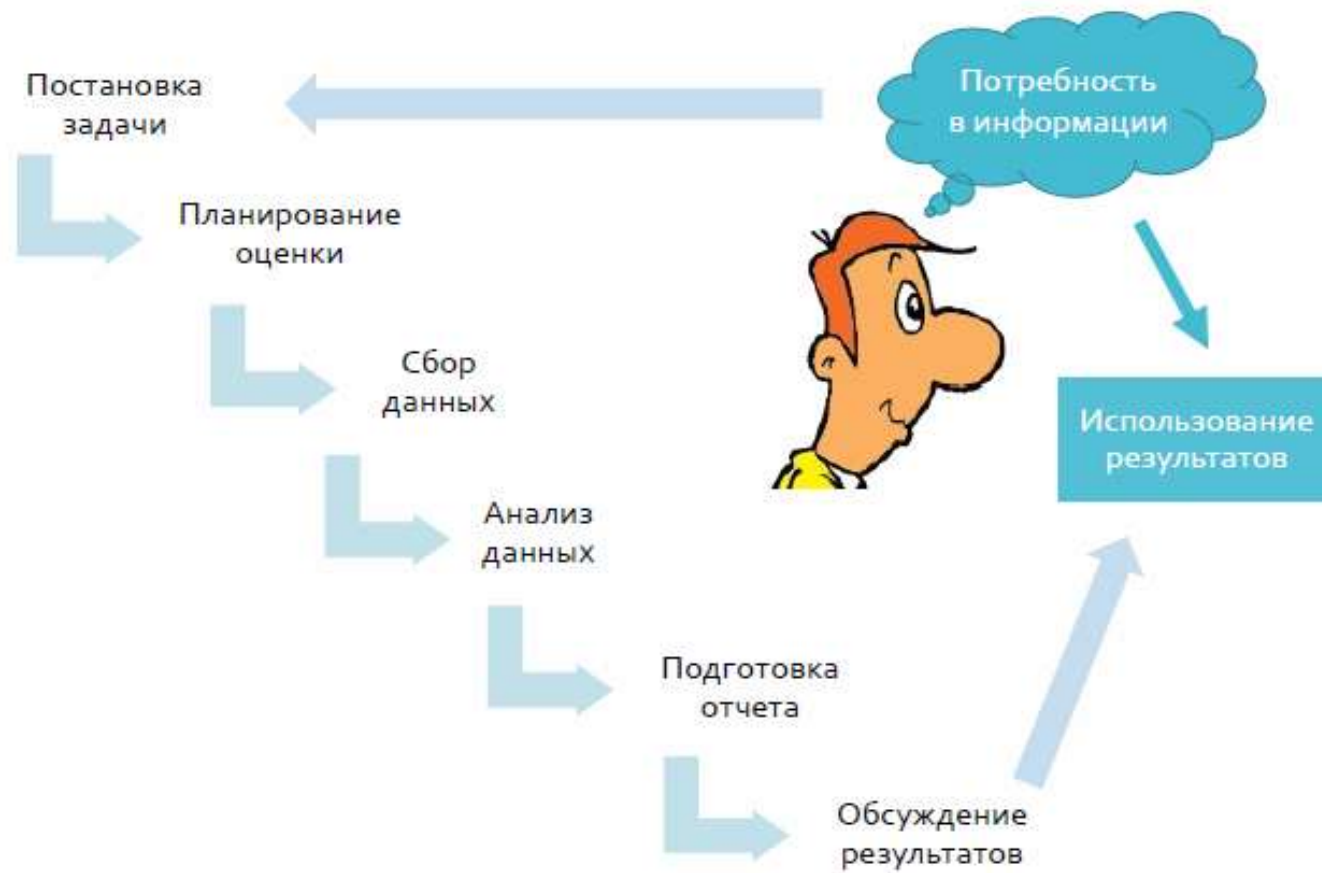 Потребность
в информации
Постановка
задачи
Планирование
оценки
Сбор
данных
Анализ
данных
Подготовка
отчета
Обсуждение
результатов
Использование
результатов